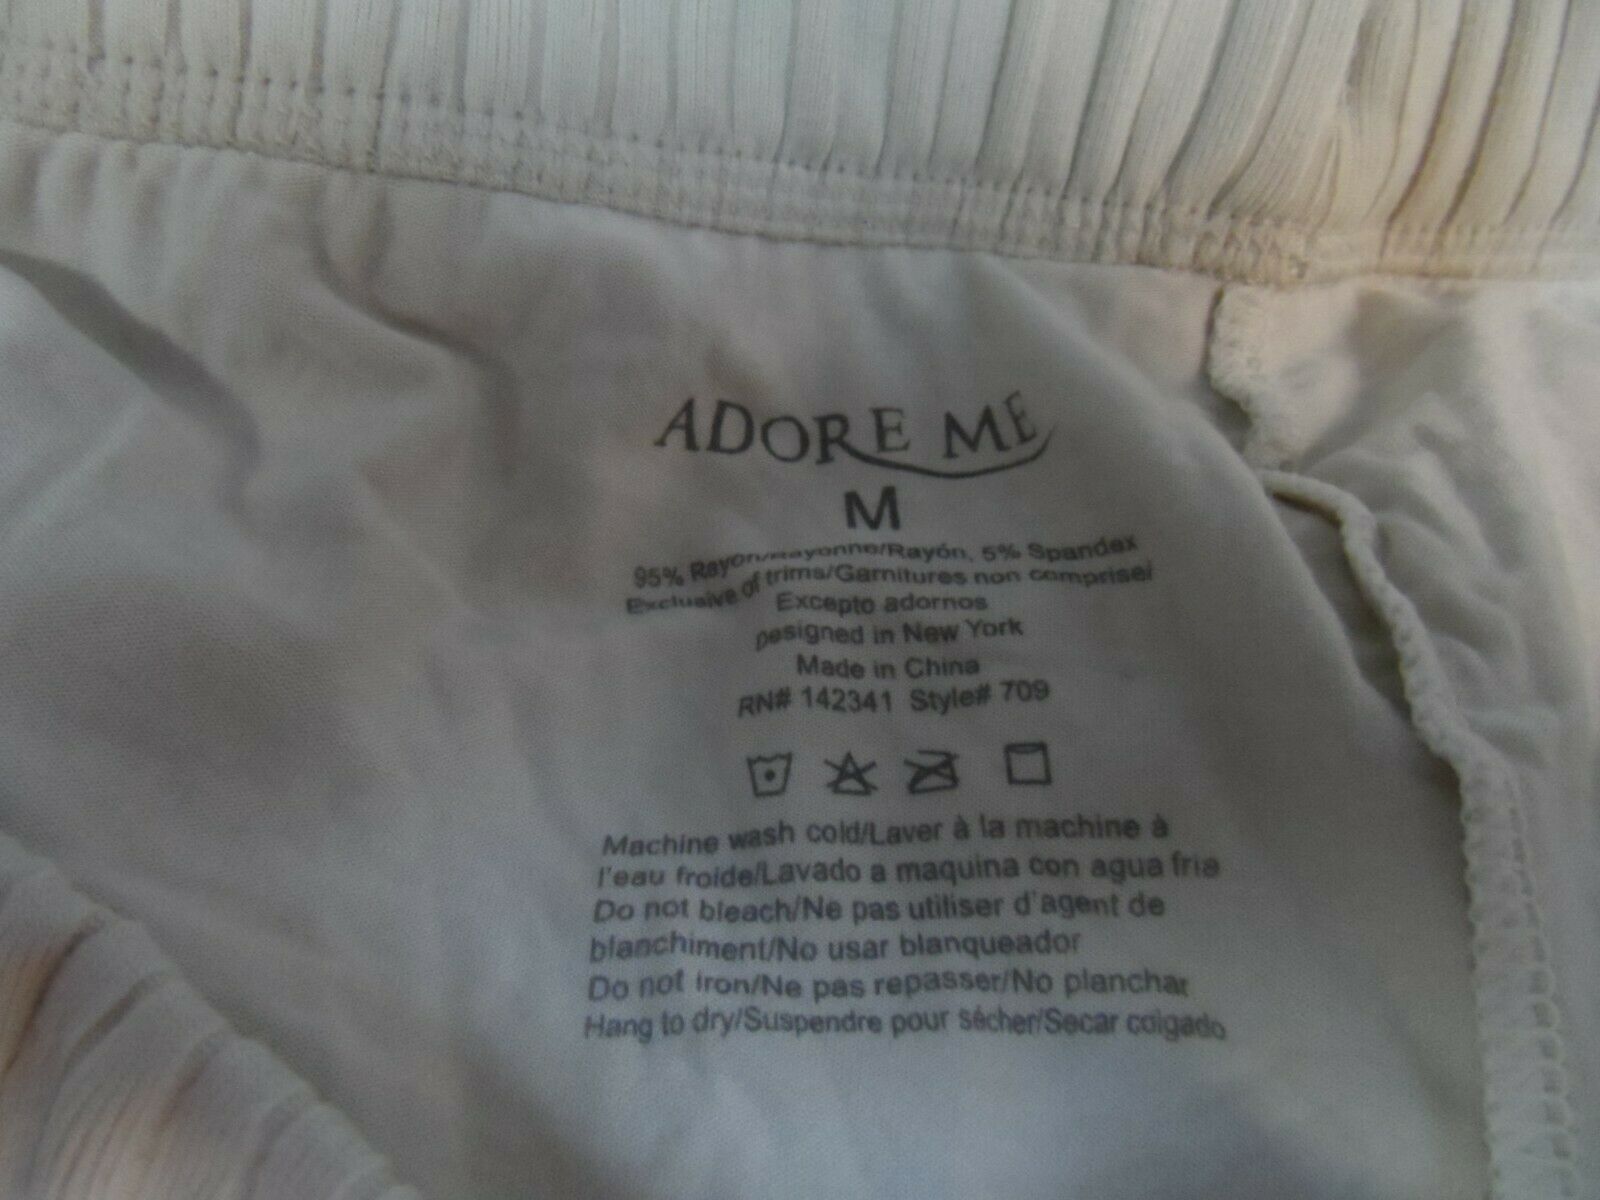 ADORE ME
M
95% Rayon/Rayonne/Rayón, 5% Spandex
Exclusive of trims/Garnitures non comprise/
Excepto adornos
Designed in New York
Made in China
RN# 142341 Style# 709
Machine wash cold/Laver à la machine à
l'eau froide/Lavado a maquina con agua fria
Do not bleach/Ne pas utiliser d'agent de
blanchiment/No usar blanqueador
Do not iron/Ne pas repasser/No planchar
Hang to dry/Suspendre pour sécher/Secar colgado